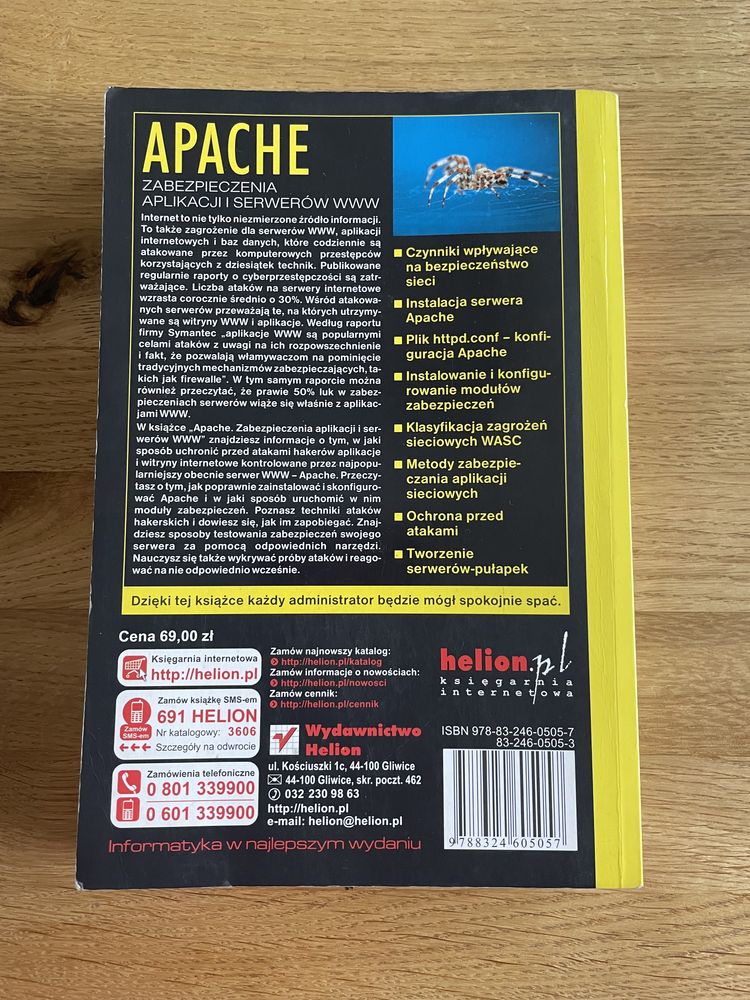 APACHE
ZABEZPIECZENIA
APLIKACJI I SERWERÓW WWW
Internet to nie tylko niezmierzone źródło informacji.
To także zagrożenie dla serwerów WWW, aplikacji
internetowych i baz danych, które codziennie są
atakowane przez komputerowych przestępców
korzystających z dziesiątek technik. Publikowane
regularnie raporty o cyberprzestępczości są zatr-
ważające. Liczba ataków na serwery internetowe
wzrasta corocznie średnio o 30%. Wśród atakowa-
nych serwerów przeważają te, na których utrzymy-
wane są witryny WWW i aplikacje. Według raportu
firmy Symantec „aplikacje WWW są popularnymi
celami ataków z uwagi na ich rozpowszechnienie
i fakt, że pozwalają włamywaczom na pominięcie
tradycyjnych mechanizmów zabezpieczających, ta-
kich jak firewalle”. W tym samym raporcie można
również przeczytać, że prawie 50% luk w zabez-
pieczeniach serwerów wiąże się właśnie z aplikac-
jami WWW.
W książce „Apache. Zabezpieczenia aplikacji i ser-
werów WWW” znajdziesz informacje o tym, w jaki
sposób uchronić przed atakami hakerów aplikacje
i witryny internetowe kontrolowane przez najpopu-
larniejszy obecnie serwer WWW – Apache. Przeczy-
tasz o tym, jak poprawnie zainstalować i skonfiguro-
wać Apache i w jaki sposób uruchomić w nim
moduły zabezpieczeń. Poznasz techniki ataków
hakerskich i dowiesz się, jak im zapobiegać. Znaj-
dziesz sposoby testowania zabezpieczeń swojego
serwera za pomocą odpowiednich narzędzi.
Nauczysz się także wykrywać próby ataków i reago-
wać na nie odpowiednio wcześnie.
Czynniki wpływające
na bezpieczeństwo
sieci
Instalacja serwera
Apache
Plik httpd.conf – konfi-
guracja Apache
Instalowanie i konfigu-
rowanie modułów
zabezpieczeń
Klasyfikacja zagrożeń
sieciowych WASC
Metody zabezpie-
czania aplikacji
sieciowych
Ochrona przed
atakami
Tworzenie
serwerów-pułapek
Dzięki tej książce każdy administrator będzie mógł spokojnie spać.
Cena 69,00 zł
Księgarnia internetowa
http://helion.pl
Zamów książkę SMS-em
691 HELION
Nr katalogowy: 3606
Szczegóły na odwrocie
Zamów
SMS-em
Zamówienia telefoniczne
0 801 339900
0 601 339900
Zamów najnowszy katalog:
http://helion.pl/katalog
Zamów informacje o nowościach:
http://helion.pl/nowosci
Zamów cennik:
http://helion.pl/cennik
Wydawnictwo
Helion
ul. Kościuszki 1c, 44-100 Gliwice
44-100 Gliwice, skr. poczt. 462
032 230 98 63
http://helion.pl
e-mail: helion@helion.pl
helion.pl
księgarnia
internetowa
ISBN 978-83-246-0505-7
83-246-0505-3
9 788324 605057
Informatyka w najlepszym wydaniu